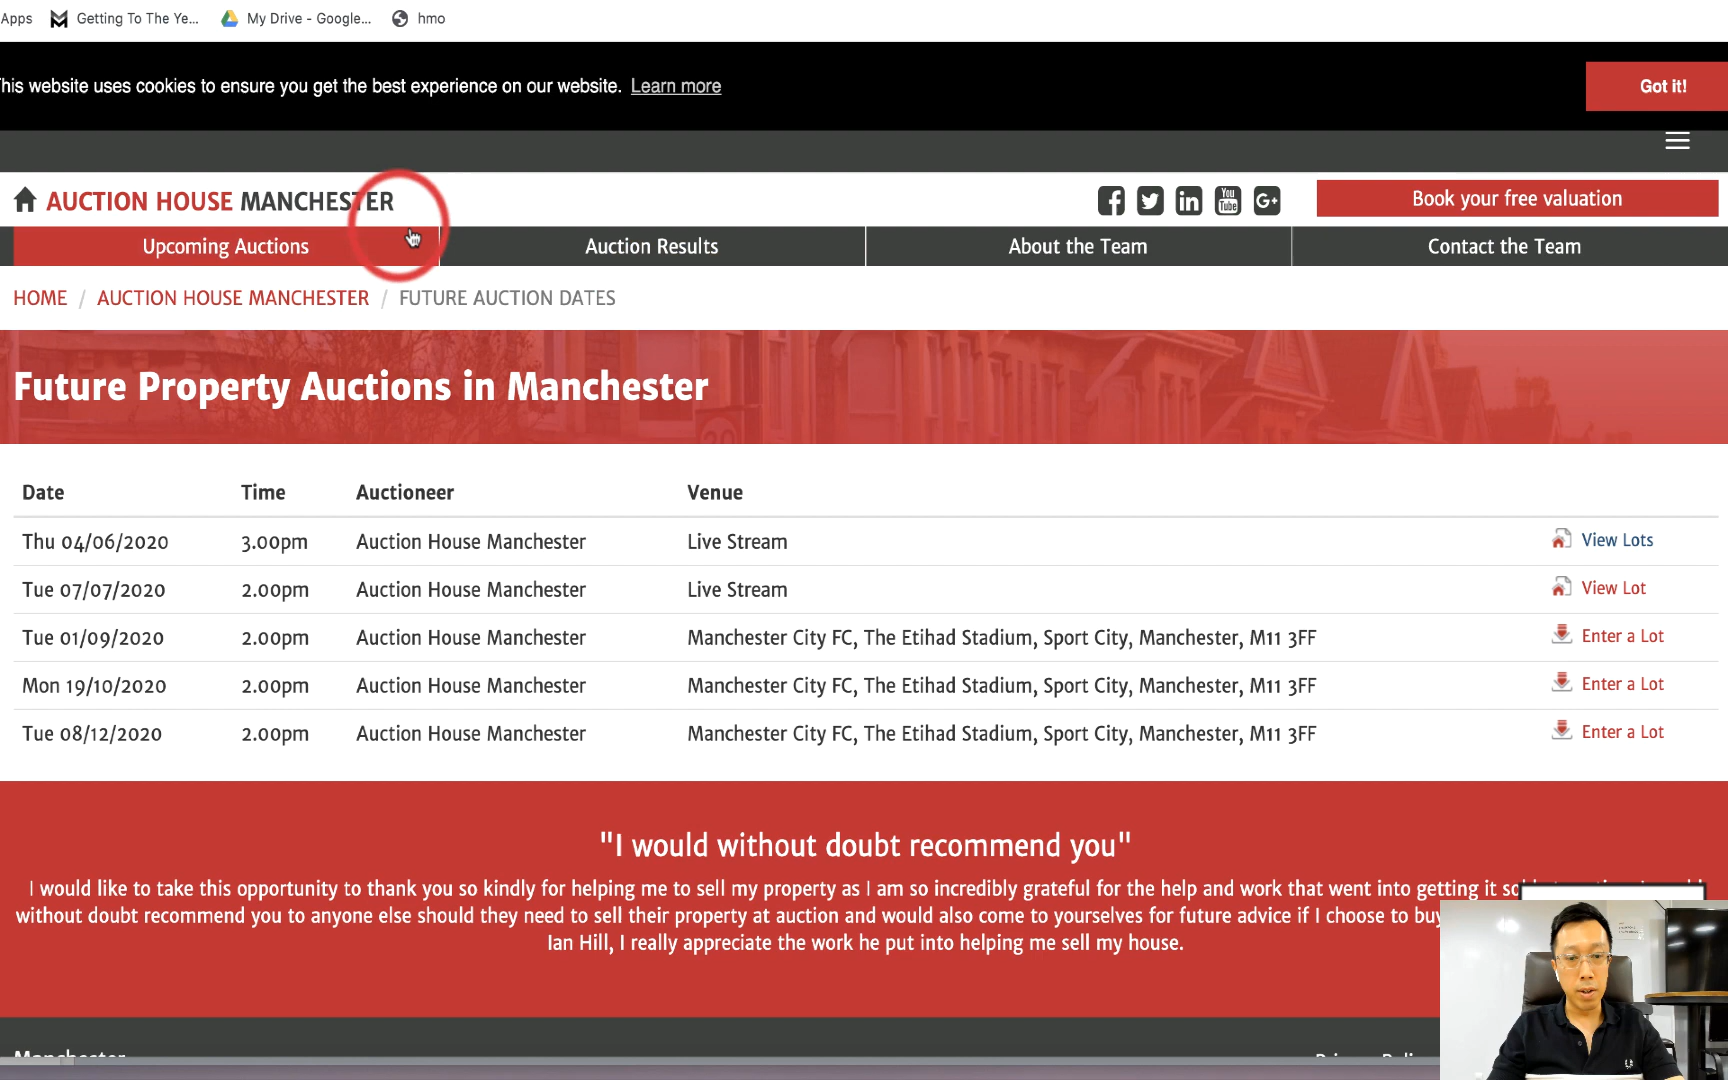 Apps Getting To The Ye... My Drive - Google... hmo
his website uses cookies to ensure you get the best experience on our website. Learn more Got it!
AUCTION HOUSE MANCHESTER You Tube G+ Book your free valuation
Upcoming Auctions Auction Results About the Team Contact the Team
HOME / AUCTION HOUSE MANCHESTER / FUTURE AUCTION DATES
Future Property Auctions in Manchester
Date Time Auctioneer Venue
Thu 04/06/2020 3.00pm Auction House Manchester Live Stream View Lots
Tue 07/07/2020 2.00pm Auction House Manchester Live Stream View Lot
Tue 01/09/2020 2.00pm Auction House Manchester Manchester City FC, The Etihad Stadium, Sport City, Manchester, M11 3FF Enter a Lot
Mon 19/10/2020 2.00pm Auction House Manchester Manchester City FC, The Etihad Stadium, Sport City, Manchester, M11 3FF Enter a Lot
Tue 08/12/2020 2.00pm Auction House Manchester Manchester City FC, The Etihad Stadium, Sport City, Manchester, M11 3FF Enter a Lot
"I would without doubt recommend you"
I would like to take this opportunity to thank you so kindly for helping me to sell my property as I am so incredibly grateful for the help and work that went into getting it
without doubt recommend you to anyone else should they need to sell their property at auction and would also come to yourselves for future advice if I choose to buy
Ian Hill, I really appreciate the work he put into helping me sell my house.
Manchester